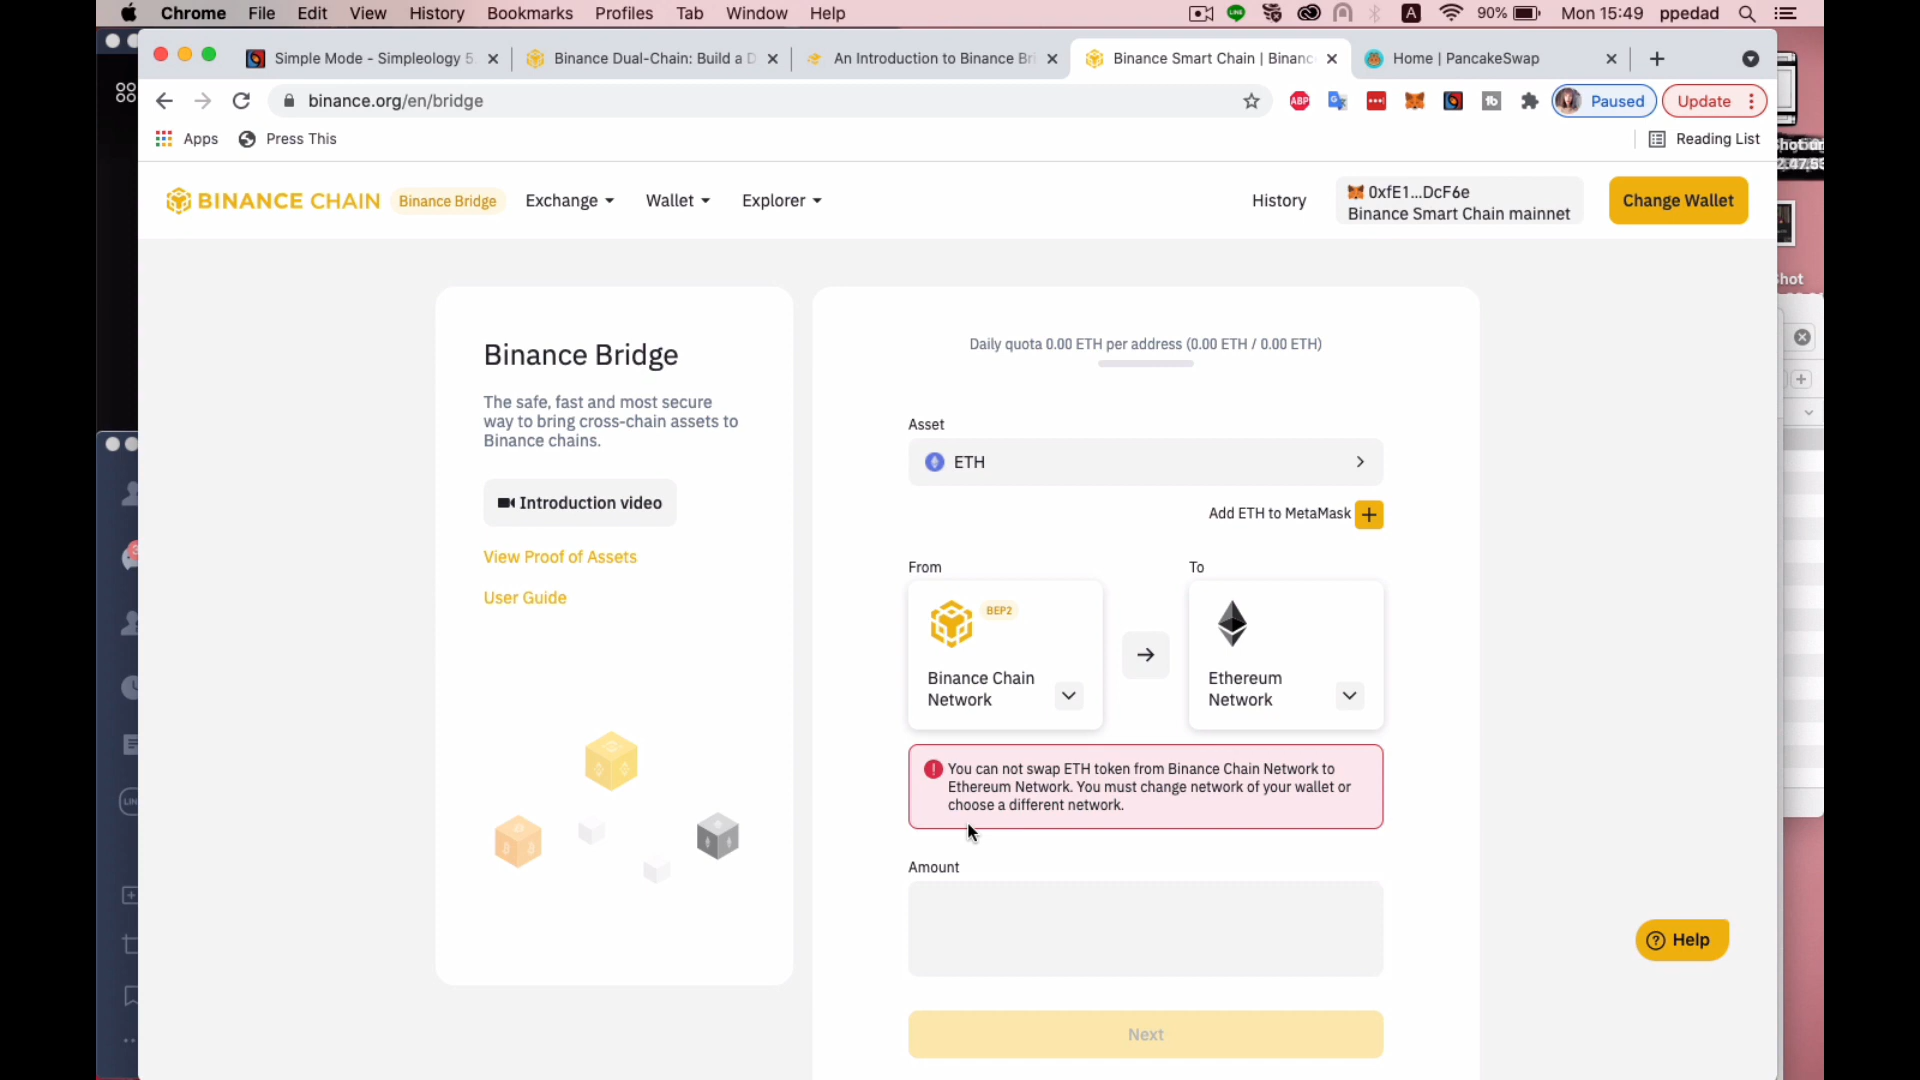 Chrome File Edit View History Bookmarks Profiles Tab Window Help 90% Mon 15:49 ppedad
Simple Mode - Simpleology 5 Binance Dual-Chain: Build a D An Introduction to Binance Bri Binance Smart Chain | Binanc Home | PancakeSwap
binance.org/en/bridge ABP Paused Update
Apps Press This Reading List
BINANCE CHAIN Binance Bridge Exchange Wallet Explorer History 0xfE1...DcF6e
Binance Smart Chain mainnet
Change Wallet
Binance Bridge
The safe, fast and most secure
way to bring cross-chain assets to
Binance chains.
Introduction video
View Proof of Assets
User Guide
Daily quota 0.00 ETH per address (0.00 ETH / 0.00 ETH)
Asset
ETH
Add ETH to MetaMask +
From To
BEP2
Binance Chain
Network
Ethereum
Network
You can not swap ETH token from Binance Chain Network to
Ethereum Network. You must change network of your wallet or
choose a different network.
Amount
Next
Help